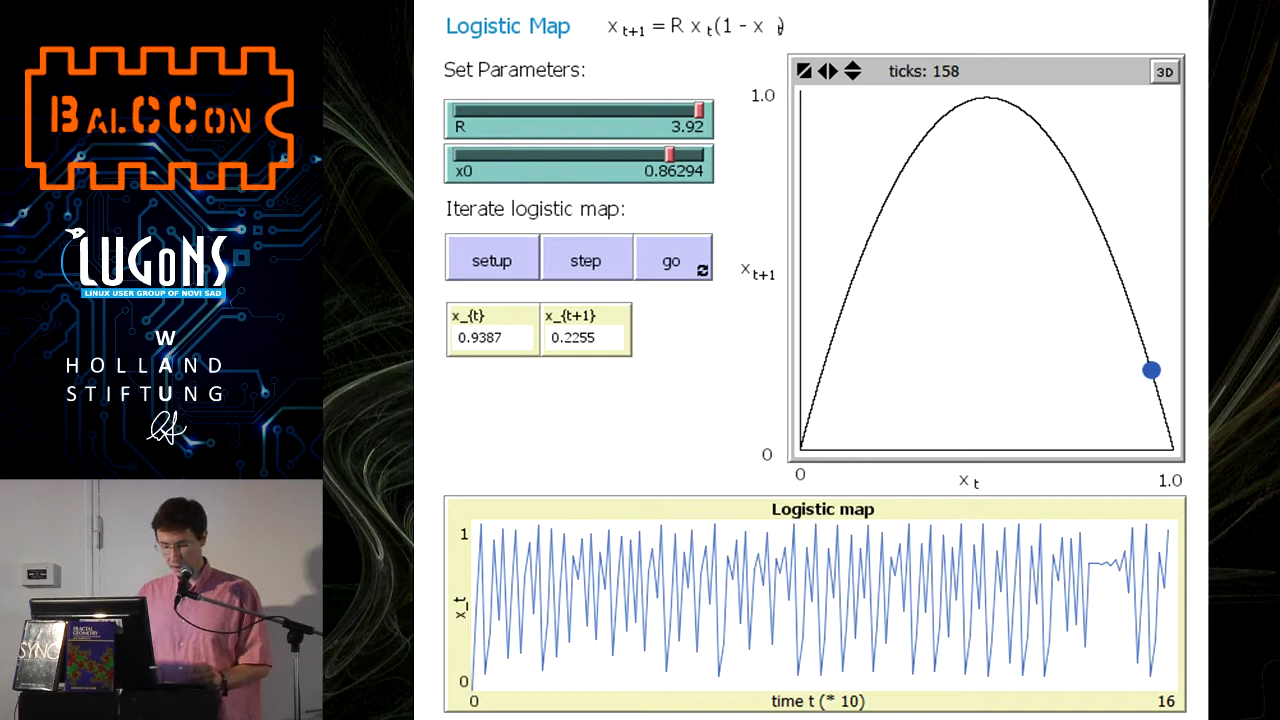 BALCCON
LUGoNS
LINUX USER GROUP OF NOVI SAD
W
HOLLAND
STIFTUNG
SYNC
FRACTAL
GEOMETRY
Logistic Map
x t+1 = R x t (1 - x t)
Set Parameters:
R 3.92
x0 0.86294
Iterate logistic map:
setup step go
x_{t} x_{t+1}
0.9387 0.2255
ticks: 158
3D
1.0
x t+1
0
0 x t 1.0
Logistic map
1
x_t
0
0 time t (* 10) 16